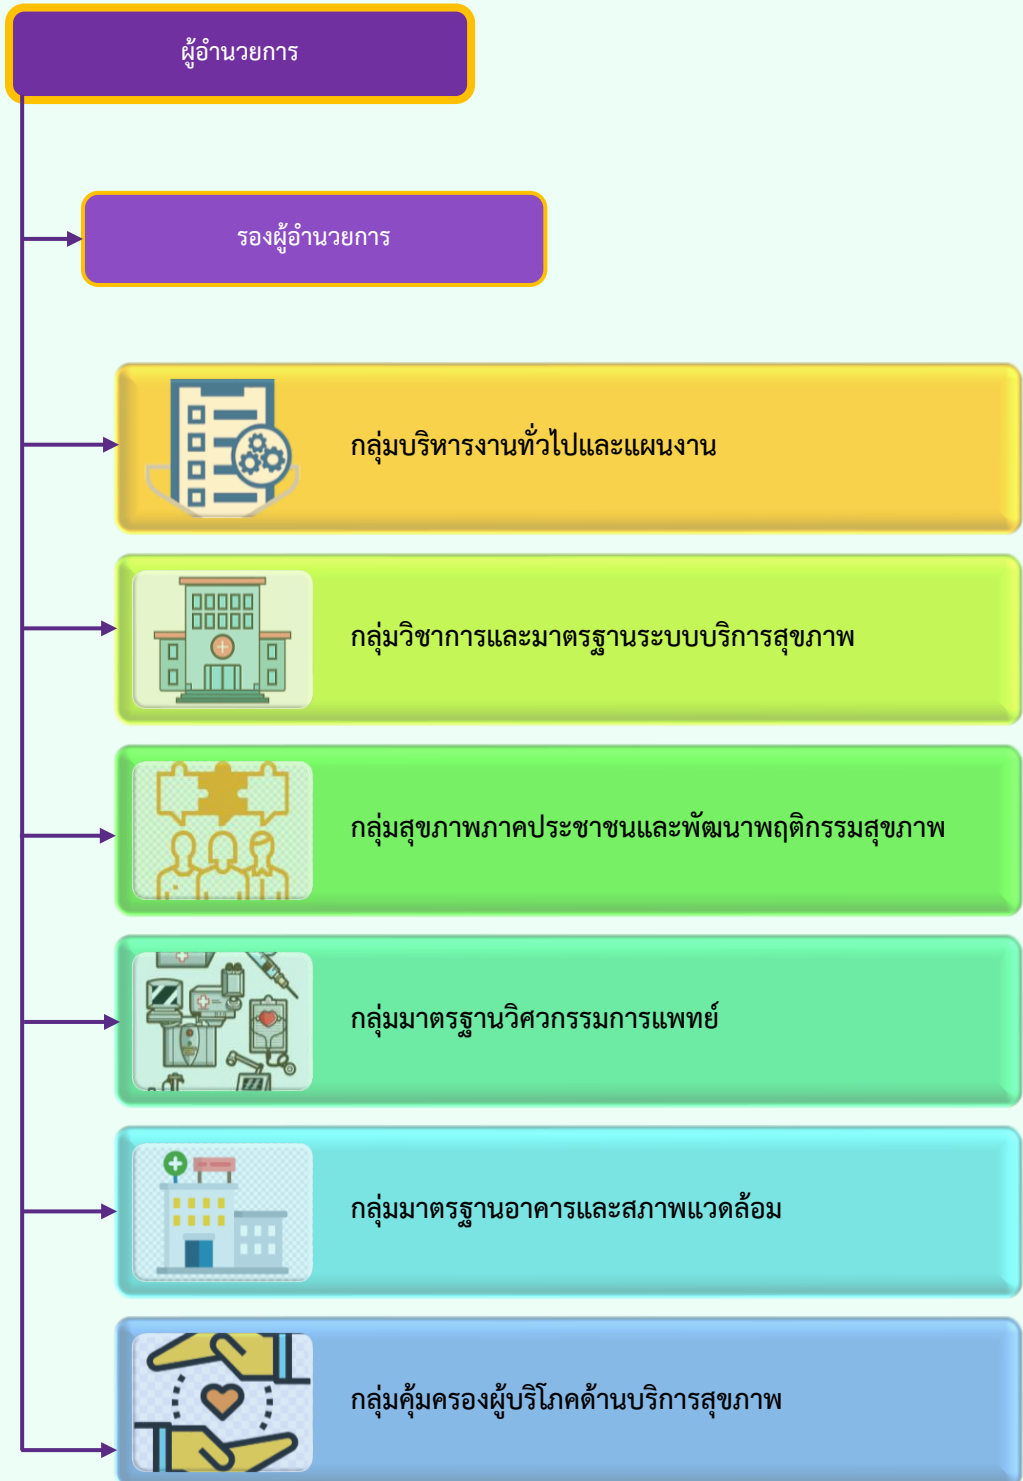 ผู้อำนวยการ
รองผู้อำนวยการ
กลุ่มบริหารงานทั่วไปและแผนงาน
กลุ่มวิชาการและมาตรฐานระบบบริการสุขภาพ
กลุ่มสุขภาพภาคประชาชนและพัฒนาพฤติกรรมสุขภาพ
กลุ่มมาตรฐานวิศวกรรมการแพทย์
กลุ่มมาตรฐานอาคารและสภาพแวดล้อม
กลุ่มคุ้มครองผู้บริโภคด้านบริการสุขภาพ